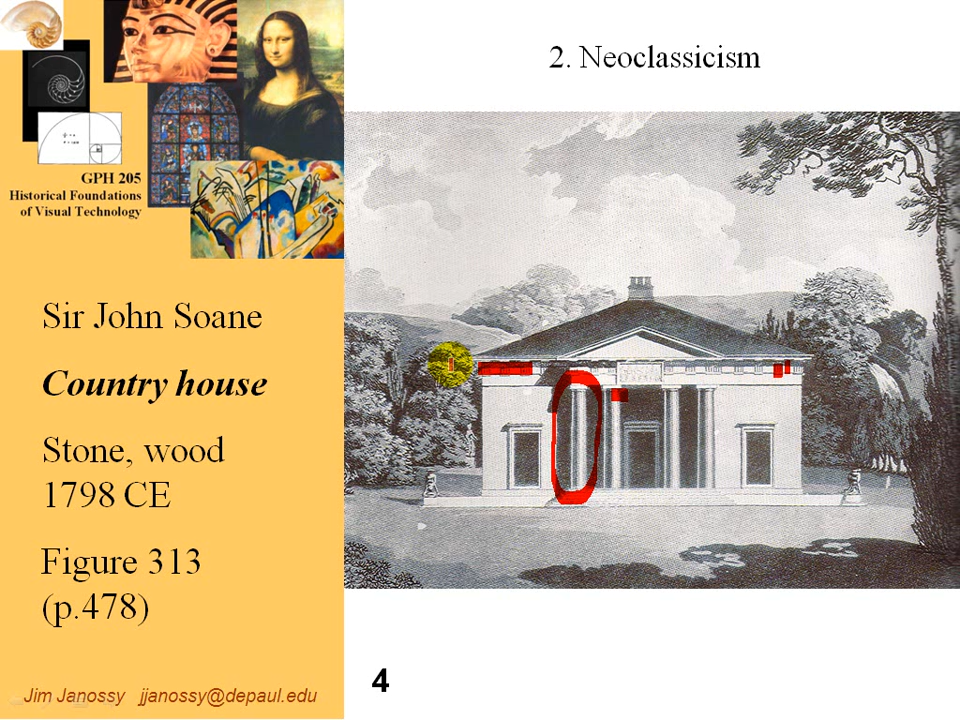 GPH 205
Historical Foundations
of Visual Technology
2. Neoclassicism
Sir John Soane
Country house
Stone, wood
1798 CE
Figure 313
(p.478)
Jim Janossy jjanossy@depaul.edu
4